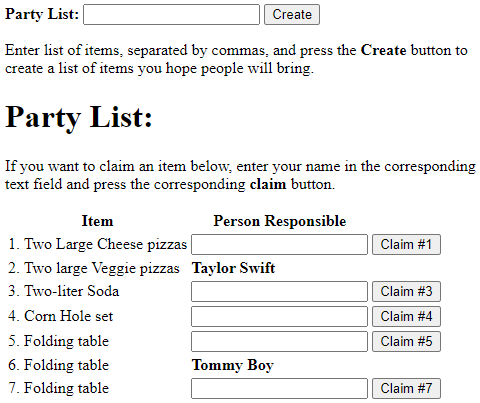 Party List: Create
Enter list of items, separated by commas, and press the Create button to
create a list of items you hope people will bring.
Party List:
If you want to claim an item below, enter your name in the corresponding
text field and press the corresponding claim button.
Item Person Responsible
1. Two Large Cheese pizzas Claim #1
2. Two large Veggie pizzas Taylor Swift
3. Two-liter Soda Claim #3
4. Corn Hole set Claim #4
5. Folding table Claim #5
6. Folding table Tommy Boy
7. Folding table Claim #7